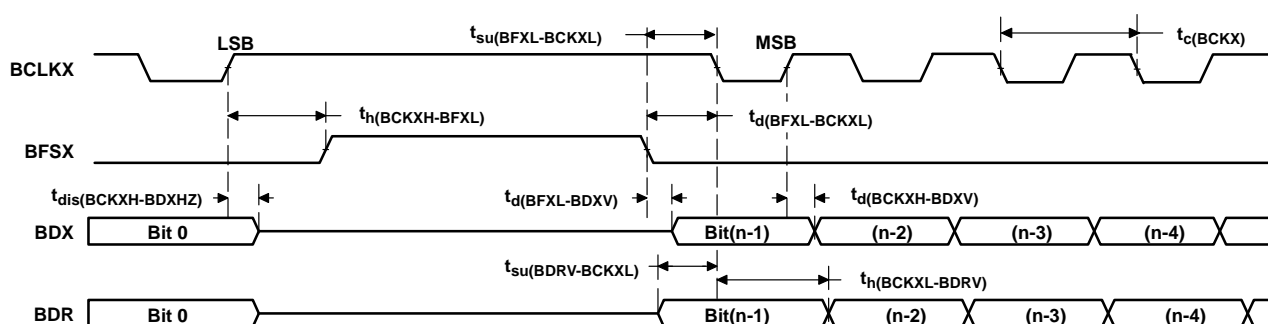 LSB
tsu(BFXL-BCKXL)
MSB
tc(BCKX)
BCLKX
th(BCKXH-BFXL)
td(BFXL-BCKXL)
BFSX
tdis(BCKXH-BDXHZ)
td(BFXL-BDXV)
td(BCKXH-BDXV)
BDX
Bit 0
Bit(n-1)
(n-2)
(n-3)
(n-4)
tsu(BDRV-BCKXL)
th(BCKXL-BDRV)
BDR
Bit 0
Bit(n-1)
(n-2)
(n-3)
(n-4)